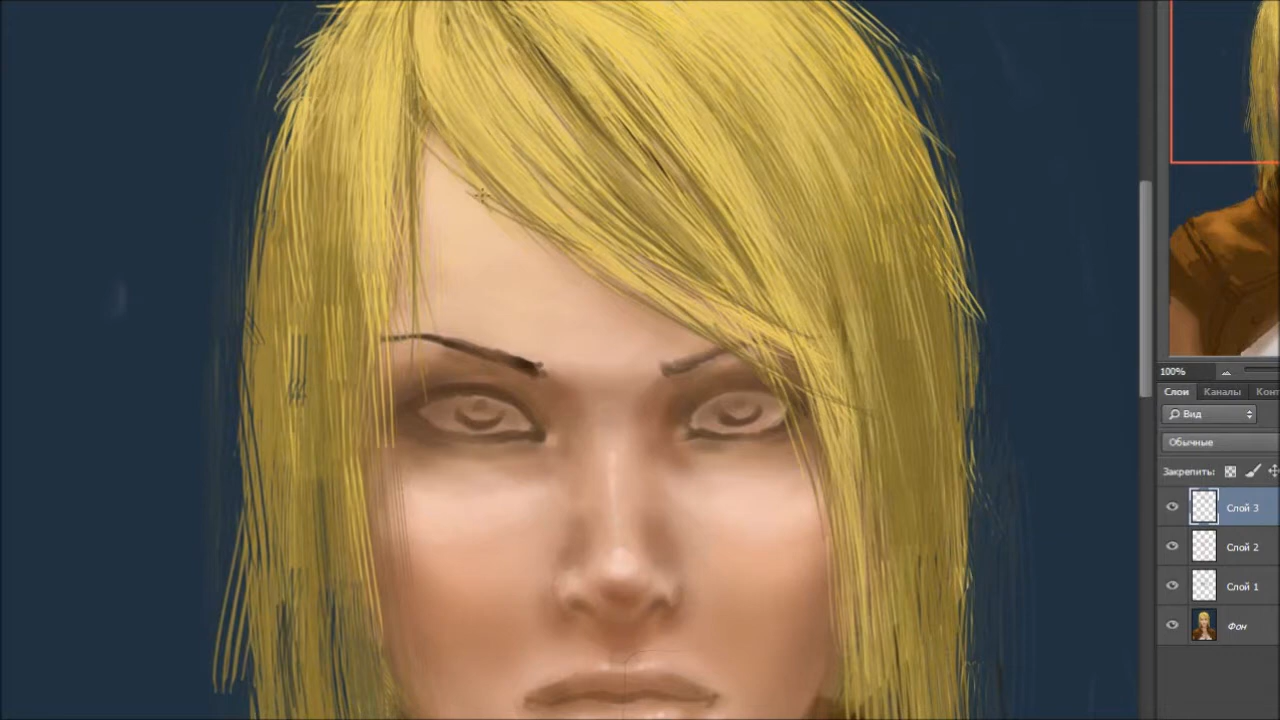 100%
Слои Каналы Конт
Вид
Обычные
Закрепить:
Слой 3
Слой 2
Слой 1
Фон